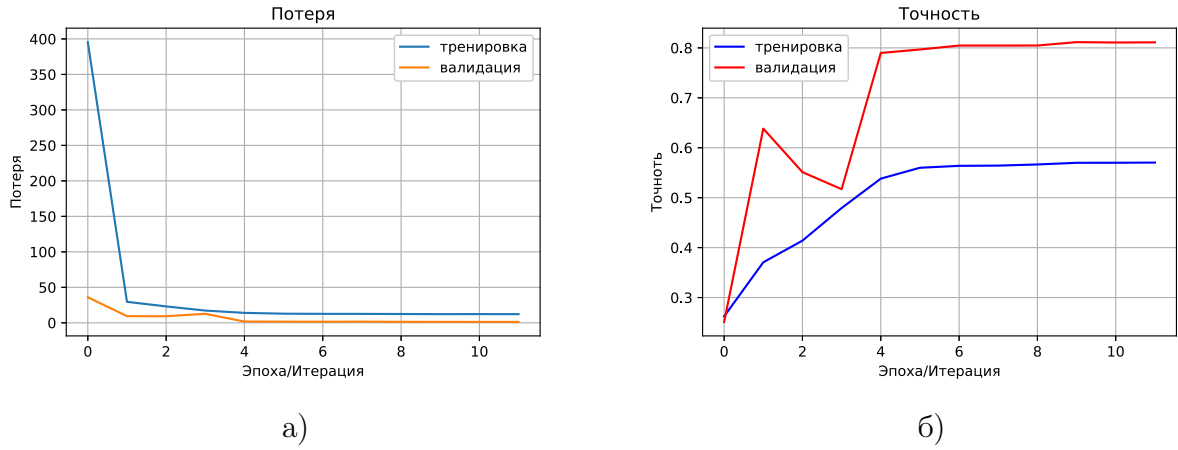 Потеря
400
350
300
250
200
150
100
50
0
Потеря
тренировка
валидация
0 2 4 6 8 10
Эпоха/Итерация
а)
Точность
0.8
0.7
0.6
0.5
0.4
0.3
Точноть
тренировка
валидация
0 2 4 6 8 10
Эпоха/Итерация
б)